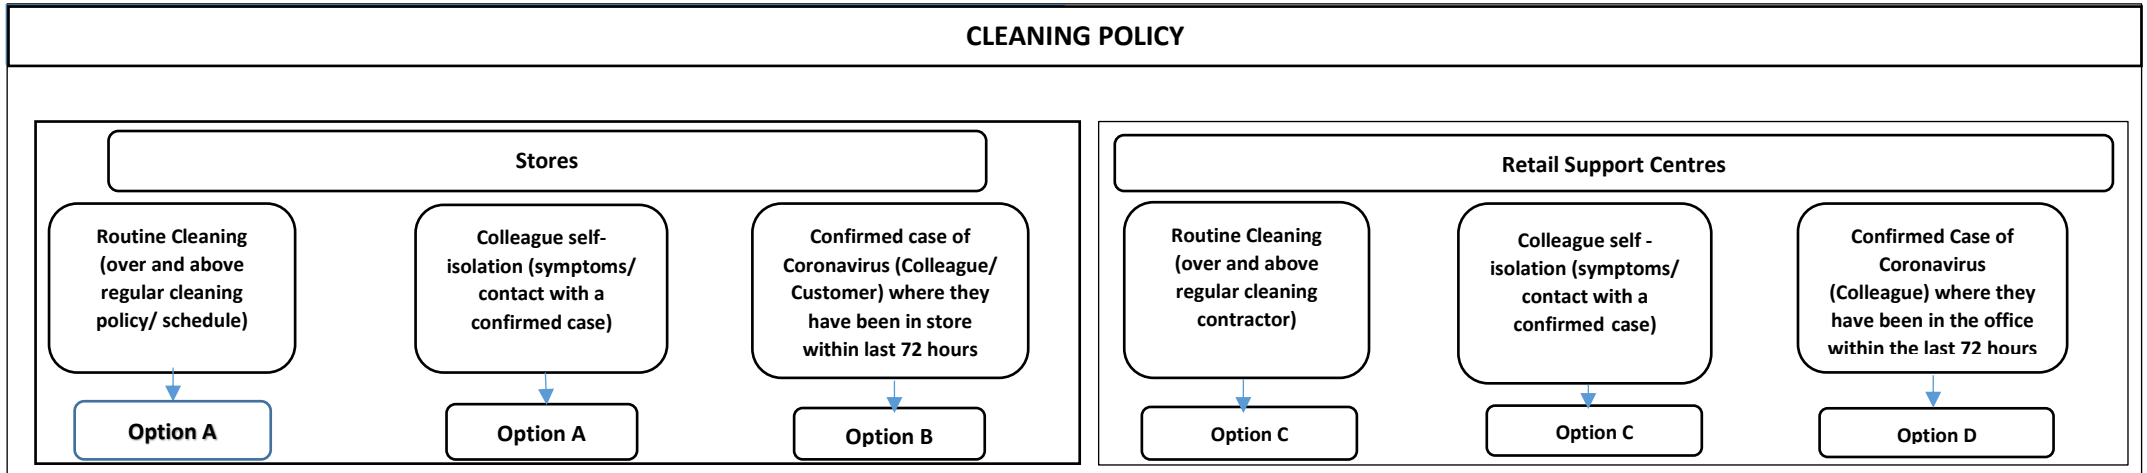 CLEANING POLICY
Stores
Routine Cleaning
(over and above
regular cleaning
policy/ schedule)
Colleague self-
isolation (symptoms/
contact with a
confirmed case)
Confirmed case of
Coronavirus (Colleague/
Customer) where they
have been in store
within last 72 hours
Option A
Option A
Option B
Retail Support Centres
Routine Cleaning
(over and above
regular cleaning
contractor)
Colleague self -
isolation (symptoms/
contact with a
confirmed case)
Confirmed Case of
Coronavirus
(Colleague) where they
have been in the office
within the last 72 hours
Option C
Option C
Option D